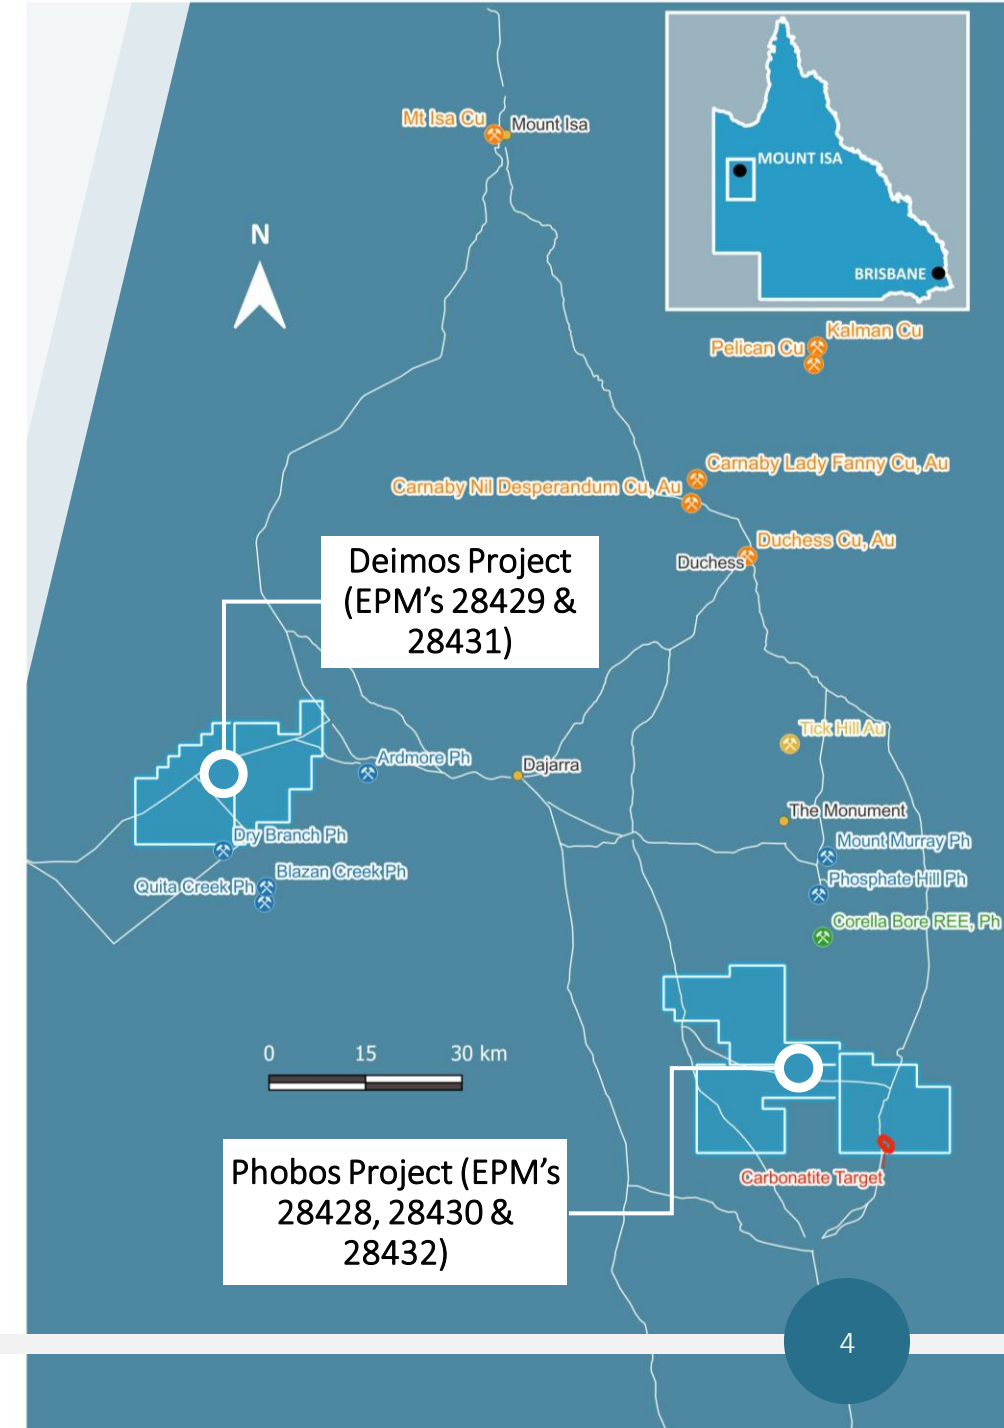 Mt Isa Cu
Mount Isa
N
MOUNT ISA
BRISBANE
Kalman Cu
Pelican Cu
Carnaby Lady Fanny Cu, Au
Carnaby Nil Desperandum Cu, Au
Duchess Cu, Au
Duchess
Deimos Project
(EPM's 28429 &
28431)
Tick Hill Au
Ardmore Ph
Dajarra
The Monument
Dry Branch Ph
Mount Murray Ph
Blazan Creek Ph
Quita Creek Ph
Phosphate Hill Ph
Corella Bore REE, Ph
0 15 30 km
Phobos Project (EPM's
28428, 28430 &
28432)
Carbonatite Target
4